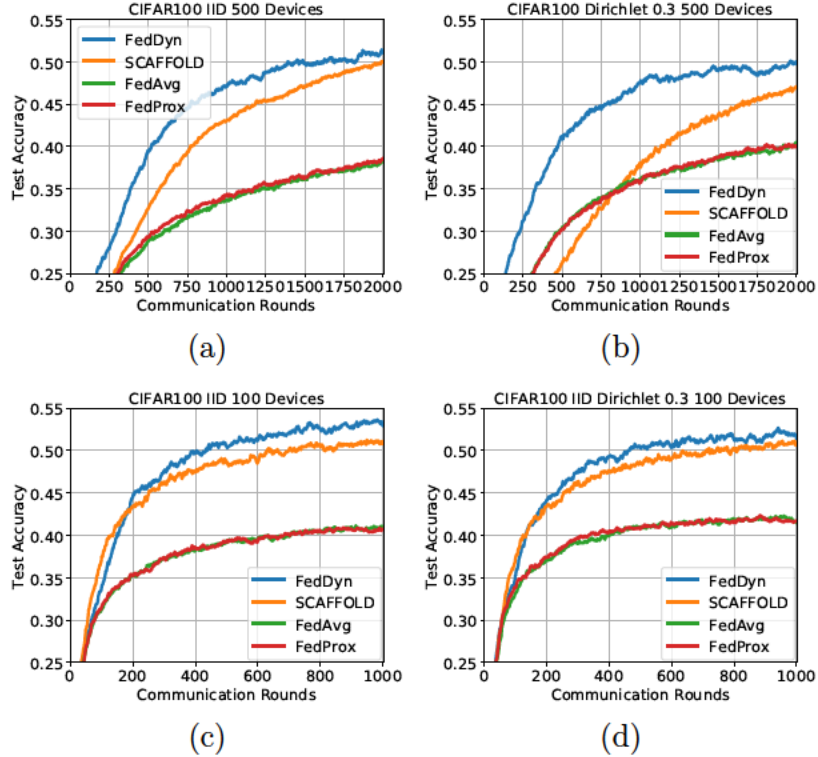 CIFAR100 IID 500 Devices
0.55
0.50
0.45
0.40
0.35
0.30
0.25
Test Accuracy
FedDyn
SCAFFOLD
FedAvg
FedProx
0 250 500 750 1000 1250 1500 1750 2000
Communication Rounds
(a)
CIFAR100 Dirichlet 0.3 500 Devices
0.55
0.50
0.45
0.40
0.35
0.30
0.25
Test Accuracy
FedDyn
SCAFFOLD
FedAvg
FedProx
0 250 500 750 1000 1250 1500 1750 2000
Communication Rounds
(b)
CIFAR100 IID 100 Devices
0.55
0.50
0.45
0.40
0.35
0.30
0.25
Test Accuracy
FedDyn
SCAFFOLD
FedAvg
FedProx
0 200 400 600 800 1000
Communication Rounds
(c)
CIFAR100 IID Dirichlet 0.3 100 Devices
0.55
0.50
0.45
0.40
0.35
0.30
0.25
Test Accuracy
FedDyn
SCAFFOLD
FedAvg
FedProx
0 200 400 600 800 1000
Communication Rounds
(d)